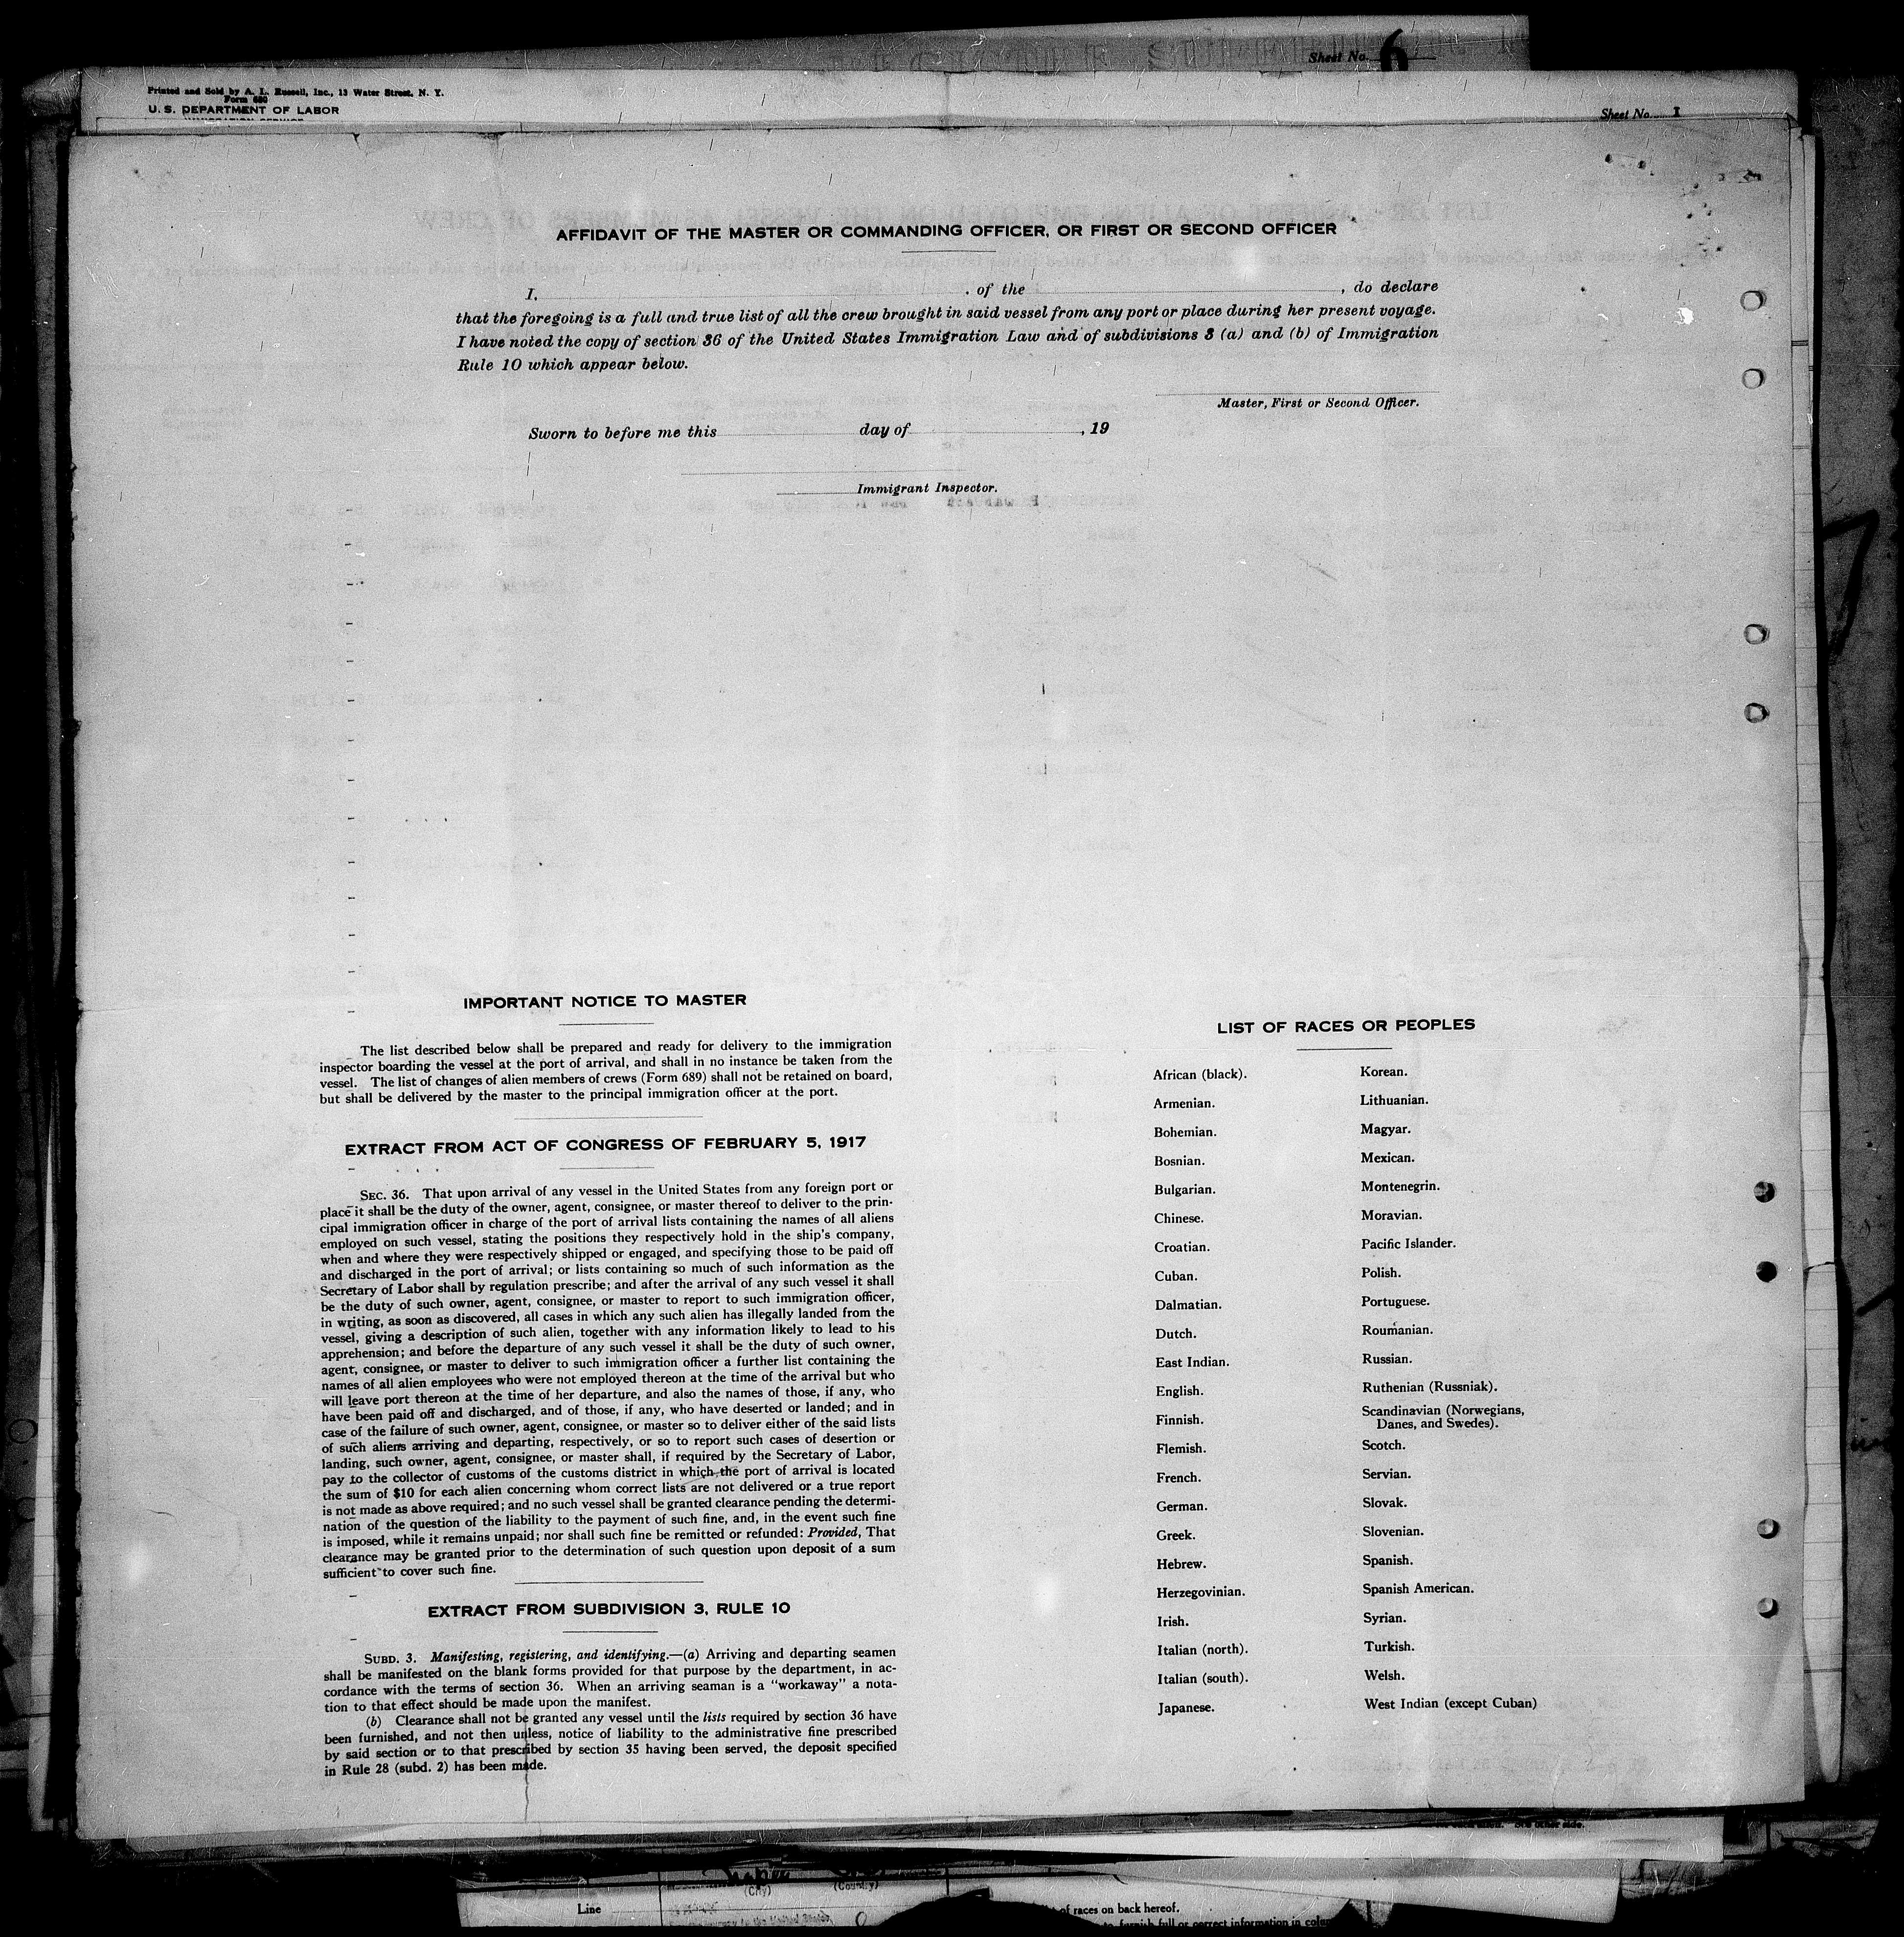 Sheet No. 6
Printed and Sold by A. L. Russell, Inc., 13 Water Street, N. Y.
Form 680
U. S. DEPARTMENT OF LABOR
IMMIGRATION SERVICE
Sheet No. 1
AFFIDAVIT OF THE MASTER OR COMMANDING OFFICER, OR FIRST OR SECOND OFFICER
I, , of the , do declare
that the foregoing is a full and true list of all the crew brought in said vessel from any port or place during her present voyage.
I have noted the copy of section 36 of the United States Immigration Law and of subdivisions 3 (a) and (b) of Immigration
Rule 10 which appear below.
Master, First or Second Officer.
Sworn to before me this day of , 19
Immigrant Inspector.
IMPORTANT NOTICE TO MASTER
The list described below shall be prepared and ready for delivery to the immigration
inspector boarding the vessel at the port of arrival, and shall in no instance be taken from the
vessel. The list of changes of alien members of crews (Form 689) shall not be retained on board,
but shall be delivered by the master to the principal immigration officer at the port.
EXTRACT FROM ACT OF CONGRESS OF FEBRUARY 5, 1917
SEC. 36. That upon arrival of any vessel in the United States from any foreign port or
place it shall be the duty of the owner, agent, consignee, or master thereof to deliver to the prin-
cipal immigration officer in charge of the port of arrival lists containing the names of all aliens
employed on such vessel, stating the positions they respectively hold in the ship's company,
when and where they were respectively shipped or engaged, and specifying those to be paid off
and discharged in the port of arrival; or lists containing so much of such information as the
Secretary of Labor shall by regulation prescribe; and after the arrival of any such vessel it shall
be the duty of such owner, agent, consignee, or master to report to such immigration officer,
in writing, as soon as discovered, all cases in which any such alien has illegally landed from the
vessel, giving a description of such alien, together with any information likely to lead to his
apprehension; and before the departure of any such vessel it shall be the duty of such owner,
agent, consignee, or master to deliver to such immigration officer a further list containing the
names of all alien employees who were not employed thereon at the time of the arrival but who
will leave port thereon at the time of her departure, and also the names of those, if any, who
have been paid off and discharged, and of those, if any, who have deserted or landed; and in
case of the failure of such owner, agent, consignee, or master so to deliver either of the said lists
of such aliens arriving and departing, respectively, or so to report such cases of desertion or
landing, such owner, agent, consignee, or master shall, if required by the Secretary of Labor,
pay to the collector of customs of the customs district in which the port of arrival is located
the sum of $10 for each alien concerning whom correct lists are not delivered or a true report
is not made as above required; and no such vessel shall be granted clearance pending the determi-
nation of the question of the liability to the payment of such fine, and, in the event such fine
is imposed, while it remains unpaid; nor shall such fine be remitted or refunded: Provided, That
clearance may be granted prior to the determination of such question upon deposit of a sum
sufficient to cover such fine.
EXTRACT FROM SUBDIVISION 3, RULE 10
SUBD. 3. Manifesting, registering, and identifying.—(a) Arriving and departing seamen
shall be manifested on the blank forms provided for that purpose by the department, in ac-
cordance with the terms of section 36. When an arriving seaman is a "workaway" a nota-
tion to that effect should be made upon the manifest.
(b) Clearance shall not be granted any vessel until the lists required by section 36 have
been furnished, and not then unless, notice of liability to the administrative fine prescribed
by said section or to that prescribed by section 35 having been served, the deposit specified
in Rule 28 (subd. 2) has been made.
LIST OF RACES OR PEOPLES
African (black).
Armenian.
Bohemian.
Bosnian.
Bulgarian.
Chinese.
Croatian.
Cuban.
Dalmatian.
Dutch.
East Indian.
English.
Finnish.
Flemish.
French.
German.
Greek.
Hebrew.
Herzegovinian.
Irish.
Italian (north).
Italian (south).
Japanese.
Korean.
Lithuanian.
Magyar.
Mexican.
Montenegrin.
Moravian.
Pacific Islander.
Polish.
Portuguese.
Roumanian.
Russian.
Ruthenian (Russniak).
Scandinavian (Norwegians,
Danes, and Swedes).
Scotch.
Servian.
Slovak.
Slovenian.
Spanish.
Spanish American.
Syrian.
Turkish.
Welsh.
West Indian (except Cuban)
See other side.
(City) (Country)
Line
of races on back hereof.
to furnish full or correct information in